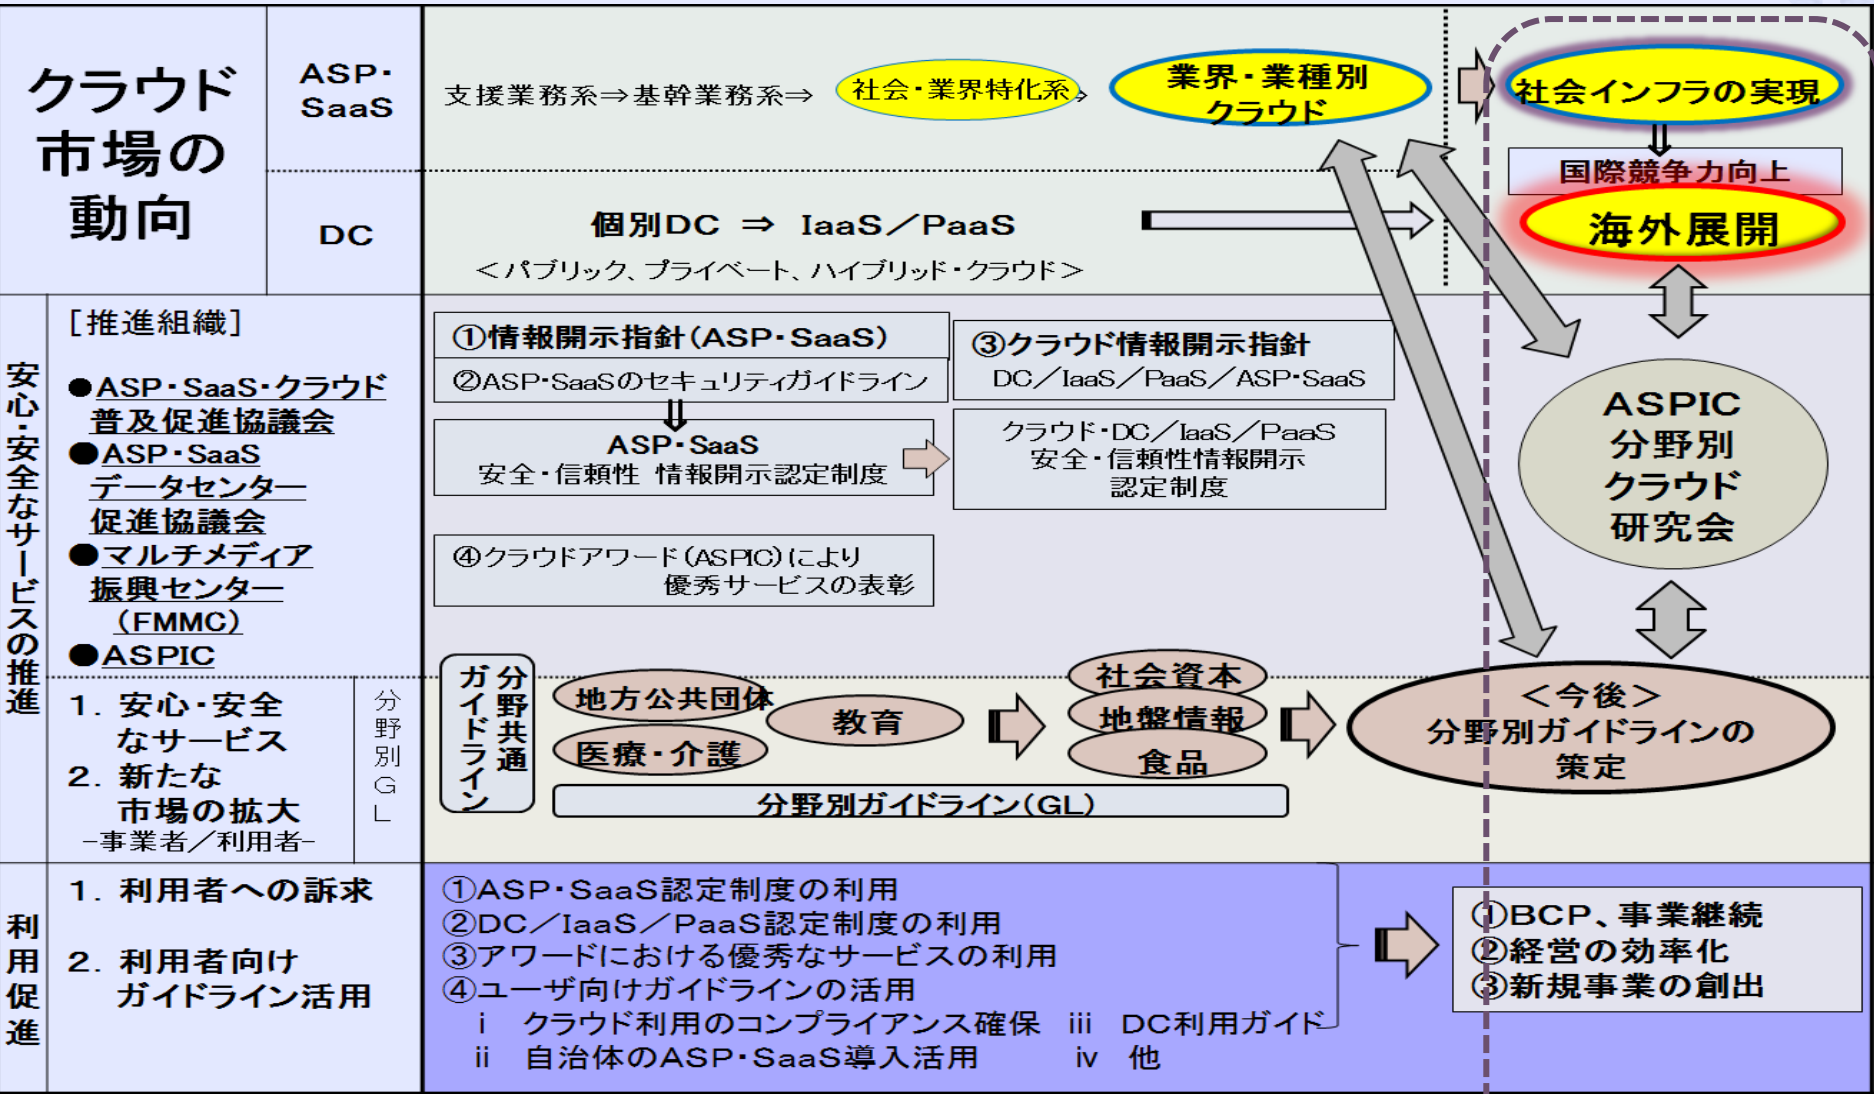 クラウド
市場の
動向
ASP・
SaaS
支援業務系⇒基幹業務系⇒
社会・業界特化系
業界・業種別
クラウド
社会インフラの実現
⇓
国際競争力向上
海外展開
DC
個別DC ⇒ IaaS／PaaS
＜パブリック、プライベート、ハイブリッド・クラウド＞
安心・安全なサービスの推進
[推進組織]
●ASP・SaaS・クラウド
普及促進協議会
●ASP・SaaS
データセンター
促進協議会
●マルチメディア
振興センター
(FMMC)
●ASPIC
①情報開示指針(ASP・SaaS)
②ASP・SaaSのセキュリティガイドライン
⇓
ASP・SaaS
安全・信頼性 情報開示認定制度
③クラウド情報開示指針
DC／IaaS／PaaS／ASP・SaaS
クラウド・DC／IaaS／PaaS
安全・信頼性情報開示
認定制度
④クラウドアワード(ASPIC)により
優秀サービスの表彰
ASPIC
分野別
クラウド
研究会
1. 安心・安全
なサービス
2. 新たな
市場の拡大
-事業者／利用者-
分野別GL
分野共通
ガイドライン
地方公共団体
医療・介護
教育
社会資本
地盤情報
食品
分野別ガイドライン(GL)
＜今後＞
分野別ガイドラインの
策定
利用促進
1. 利用者への訴求
2. 利用者向け
ガイドライン活用
①ASP・SaaS認定制度の利用
②DC／IaaS／PaaS認定制度の利用
③アワードにおける優秀なサービスの利用
④ユーザ向けガイドラインの活用
i クラウド利用のコンプライアンス確保 iii DC利用ガイド
ii 自治体のASP・SaaS導入活用 iv 他
①BCP、事業継続
②経営の効率化
③新規事業の創出